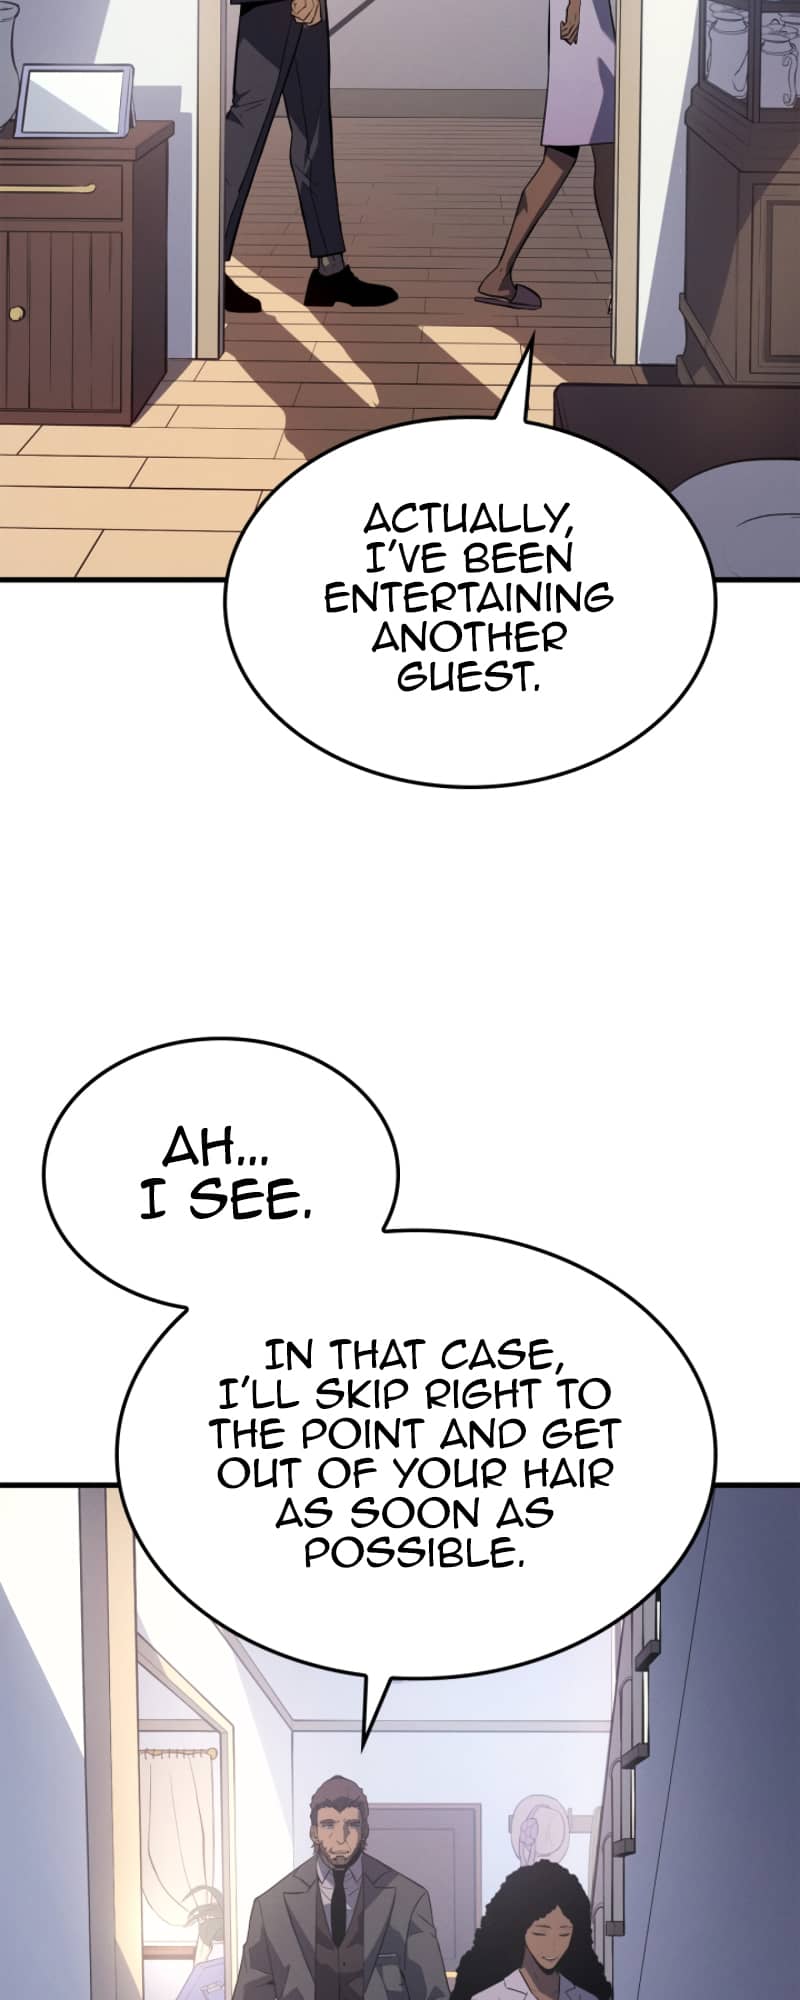 ACTUALLY,
I'VE BEEN
ENTERTAINING
ANOTHER
GUEST.
AH...
I SEE.
IN THAT CASE,
I'LL SKIP RIGHT TO
THE POINT AND GET
OUT OF YOUR HAIR
AS SOON AS
POSSIBLE.